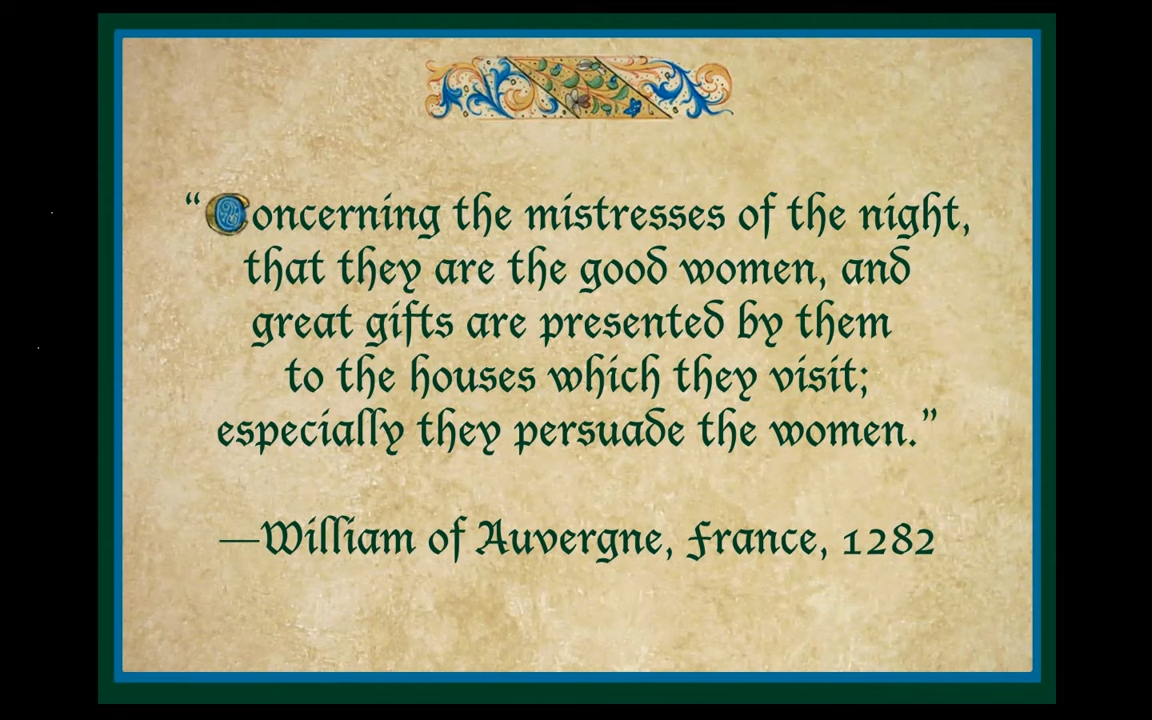 “Concerning the mistresses of the night,
that they are the good women, and
great gifts are presented by them
to the houses which they visit;
especially they persuade the women.”
—William of Auvergne, France, 1282